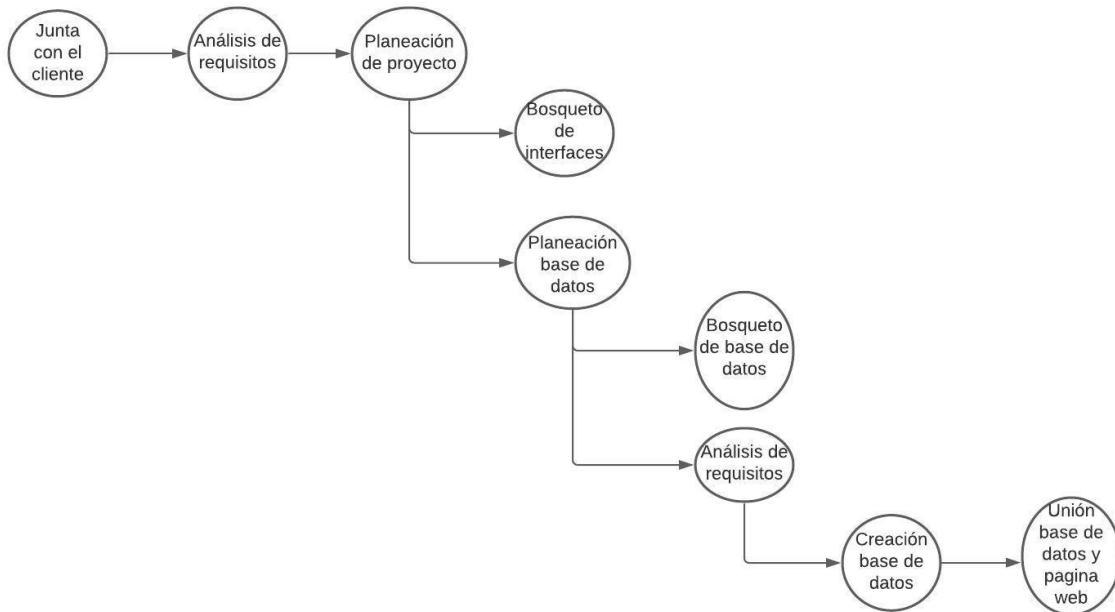 Junta
con el
cliente
Análisis de
requisitos
Planeación
de proyecto
Bosqueto
de
interfaces
Planeación
base de
datos
Bosqueto
de base de
datos
Análisis de
requisitos
Creación
base de
datos
Unión
base de
datos y
pagina
web